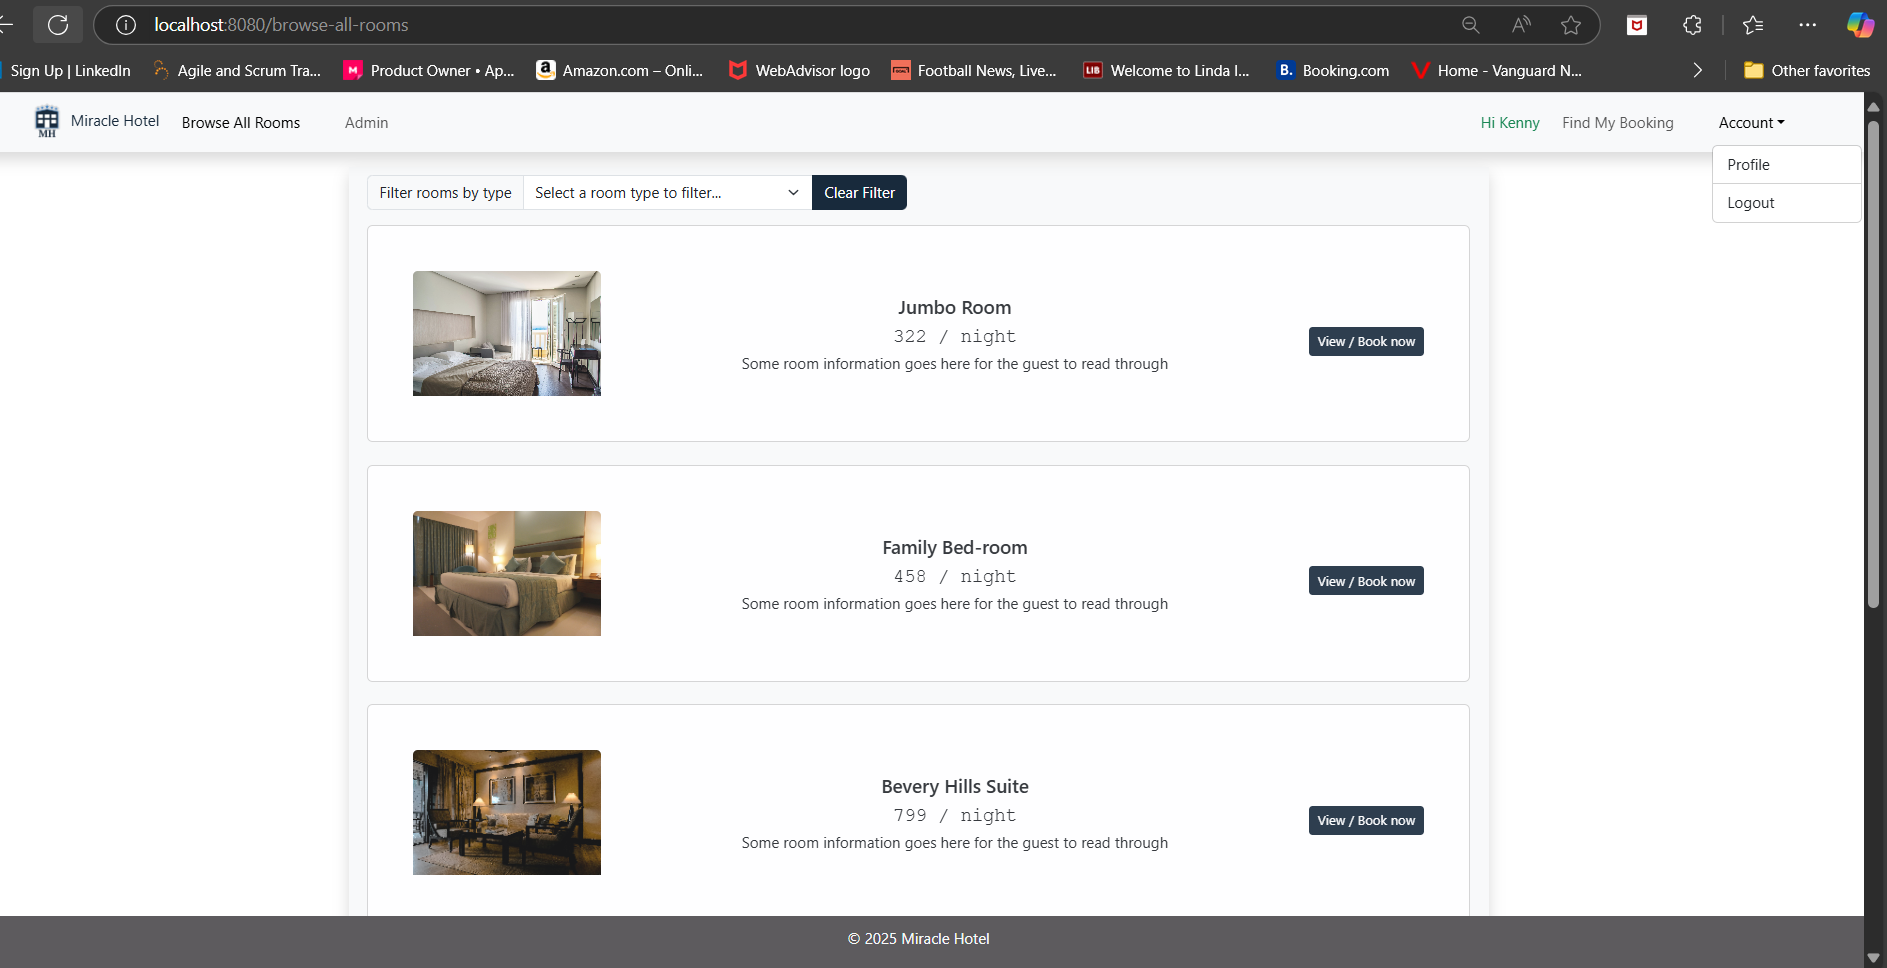 localhost:8080/browse-all-rooms
Sign Up | LinkedIn
Agile and Scrum Tra...
Product Owner • Ap...
Amazon.com – Onli...
WebAdvisor logo
Football News, Live...
LIB
Welcome to Linda I...
B.
Booking.com
Home - Vanguard N...
Other favorites
MH
Miracle Hotel
Browse All Rooms
Admin
Hi Kenny
Find My Booking
Account
Profile
Logout
Filter rooms by type
Select a room type to filter...
Clear Filter
Jumbo Room
322 / night
Some room information goes here for the guest to read through
View / Book now
Family Bed-room
458 / night
Some room information goes here for the guest to read through
View / Book now
Bevery Hills Suite
799 / night
Some room information goes here for the guest to read through
View / Book now
© 2025 Miracle Hotel